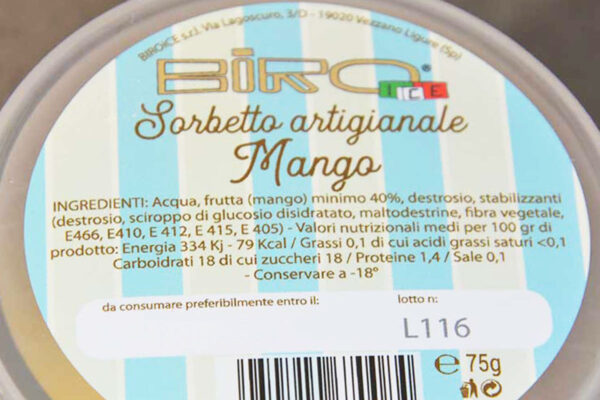 BIROICE s.r.l. Via Lagoscuro, 3/D - 19020 Vezzano Ligure (Sp)
BIRO®
ICE
Sorbetto artigianale
Mango
INGREDIENTI: Acqua, frutta (mango) minimo 40%, destrosio, stabilizzanti
(destrosio, sciroppo di glucosio disidratato, maltodestrine, fibra vegetale,
E466, E410, E 412, E 415, E 405) - Valori nutrizionali medi per 100 gr di
prodotto: Energia 334 Kj - 79 Kcal / Grassi 0,1 di cui acidi grassi saturi <0,1
Carboidrati 18 di cui zuccheri 18 / Proteine 1,4 / Sale 0,1
- Conservare a -18°
da consumare preferibilmente entro il:
lotto n:
L116
e 75g